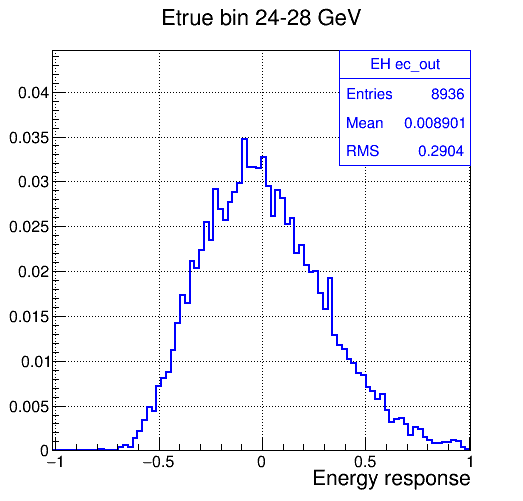 Etrue bin 24-28 GeV
EH ec_out
Entries 8936
Mean 0.008901
RMS 0.2904
0.04
0.035
0.03
0.025
0.02
0.015
0.01
0.005
0
−1 −0.5 0 0.5 1
Energy response